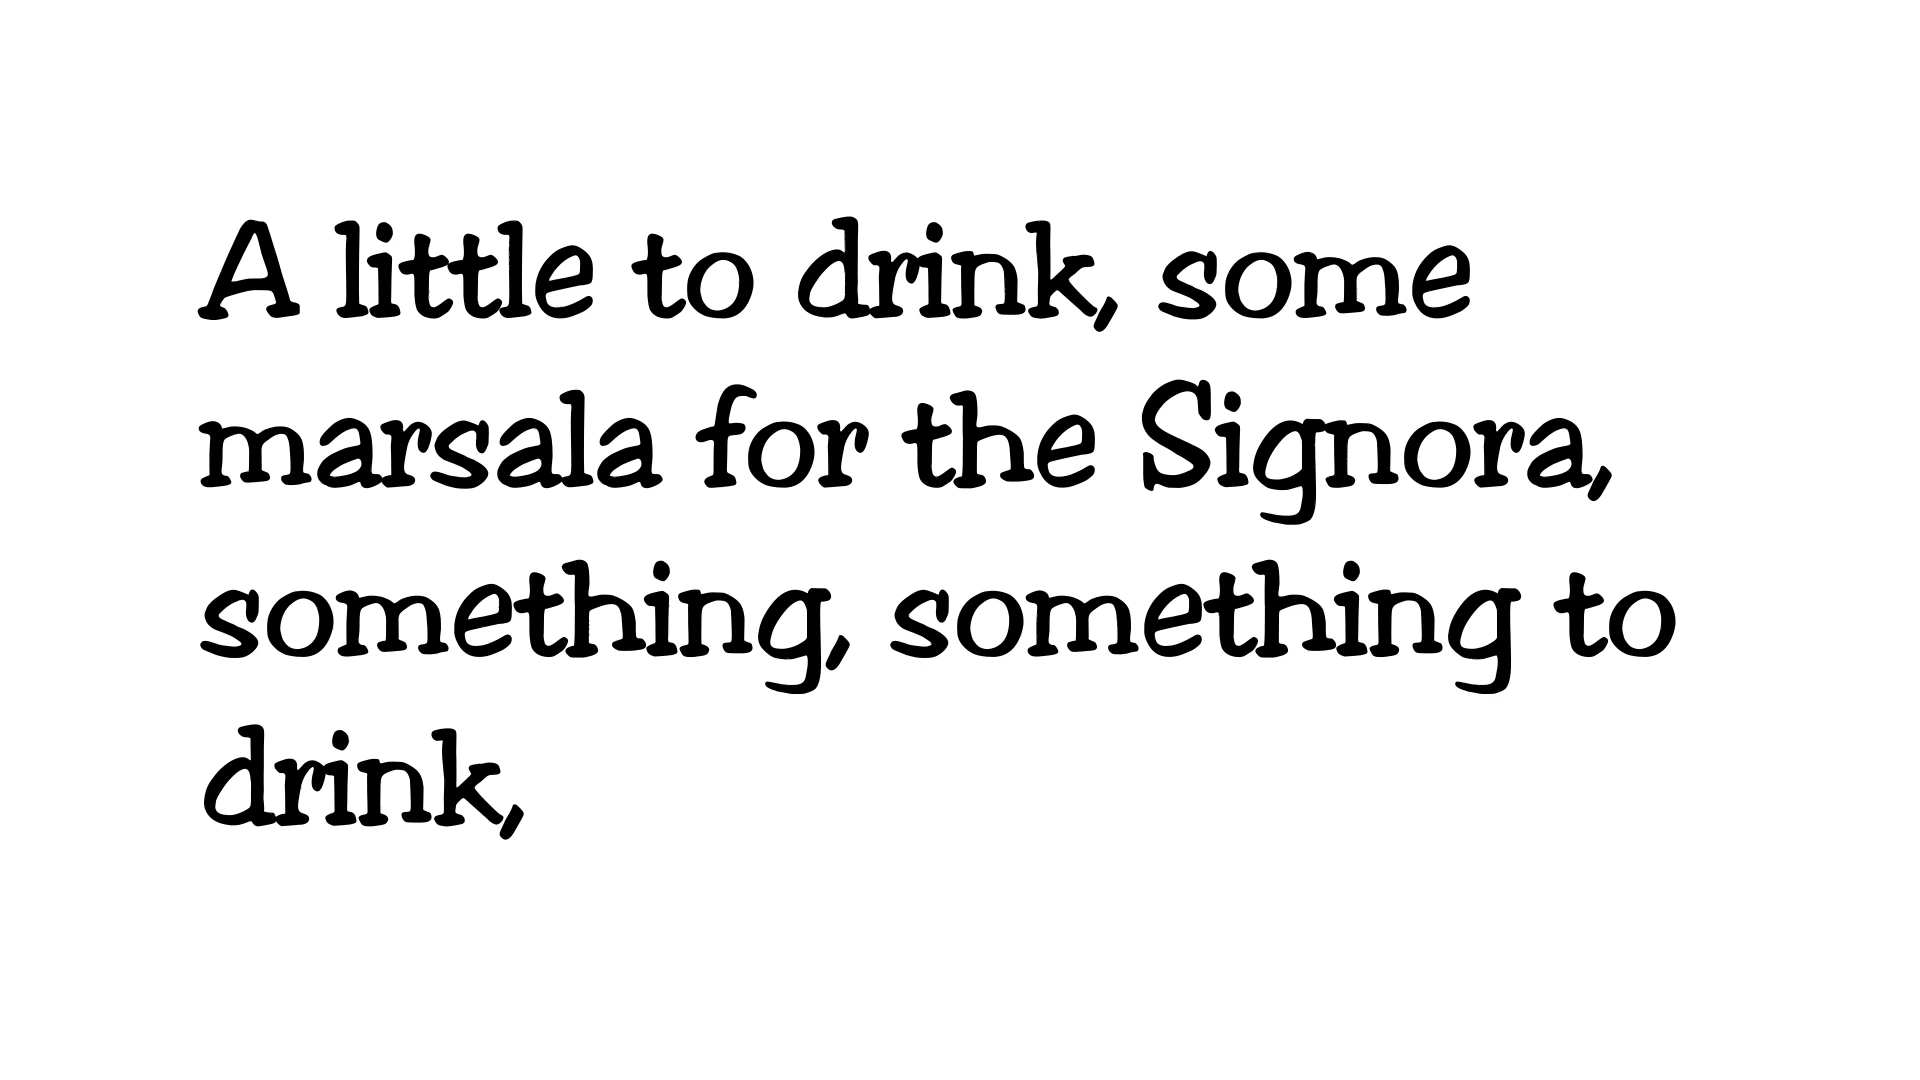 A little to drink, some
marsala for the Signora,
something, something to
drink,